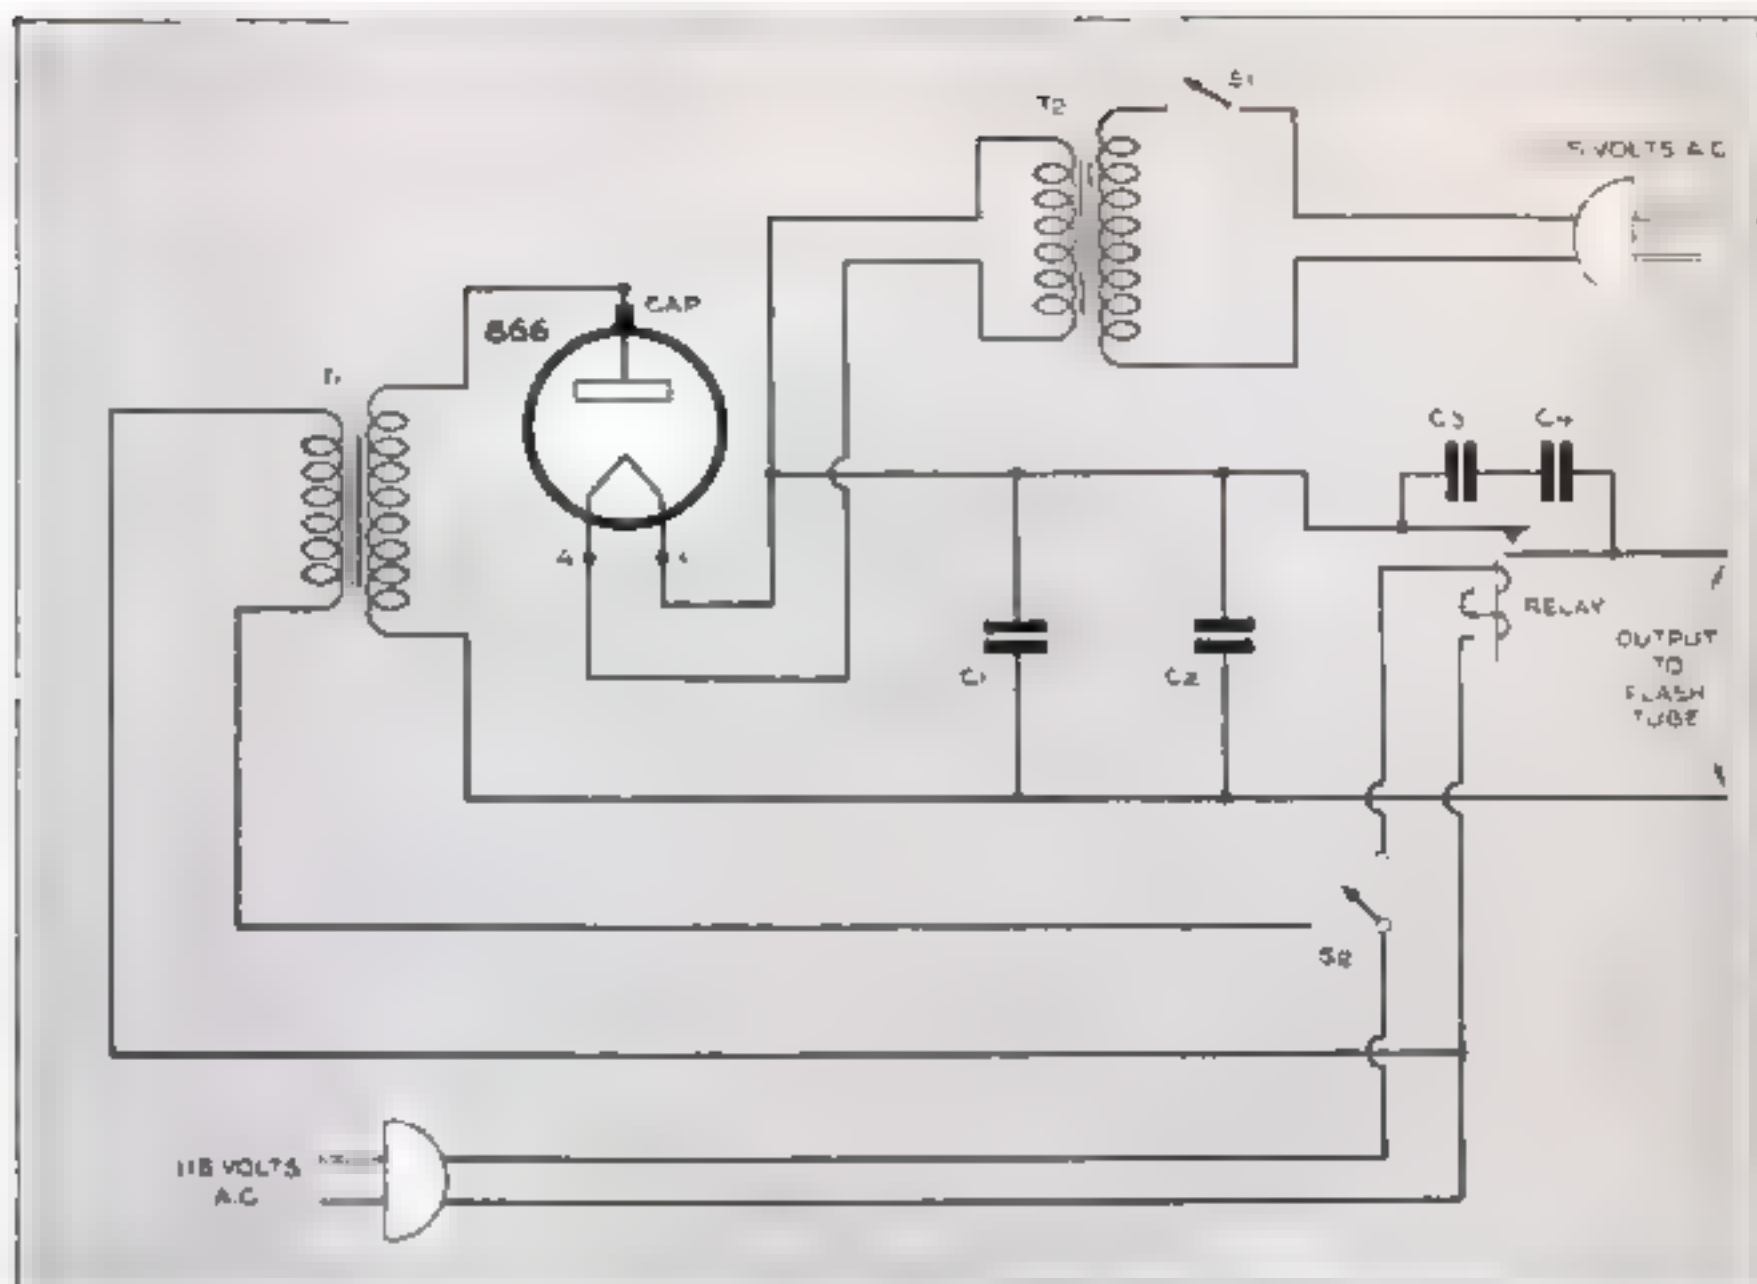 T2
S1
VOLTS A.C
CAP
866
T1
C3 C4
4
RELAY
OUTPUT
TO
FLASH
TUBE
C1
C2
S2
115 VOLTS
A.C